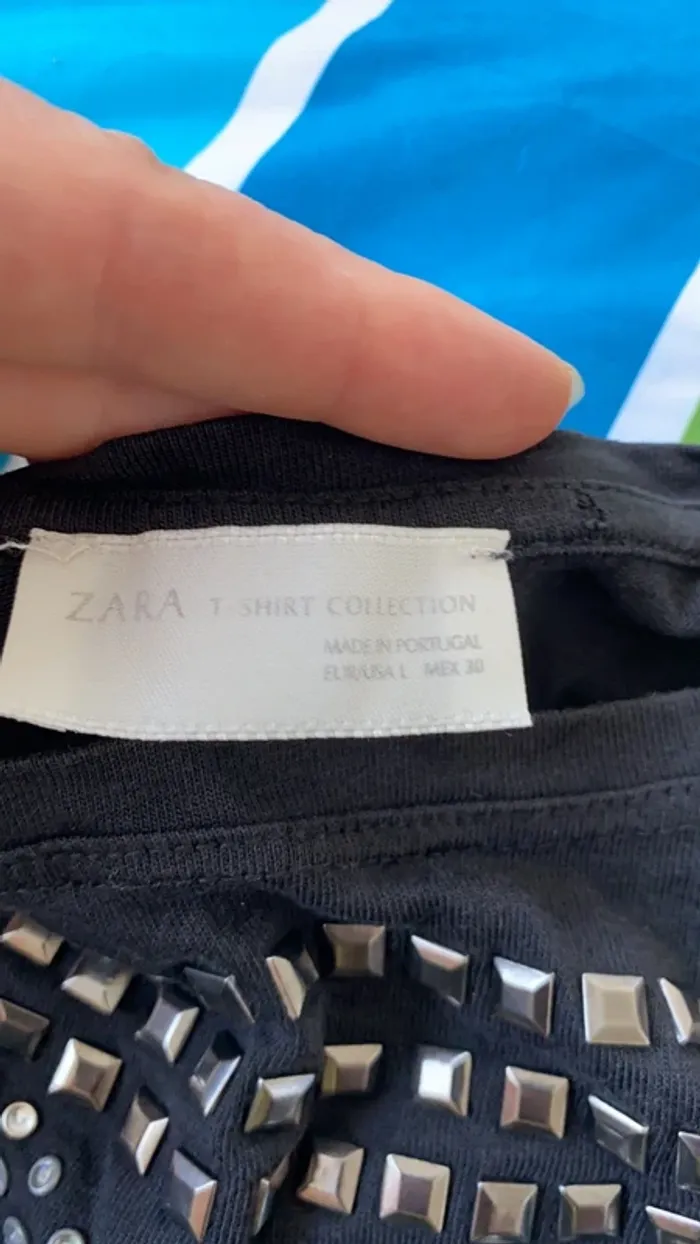 ZARA T-SHIRT COLLECTION
MADE IN PORTUGAL
EUR/USA L MEX 30